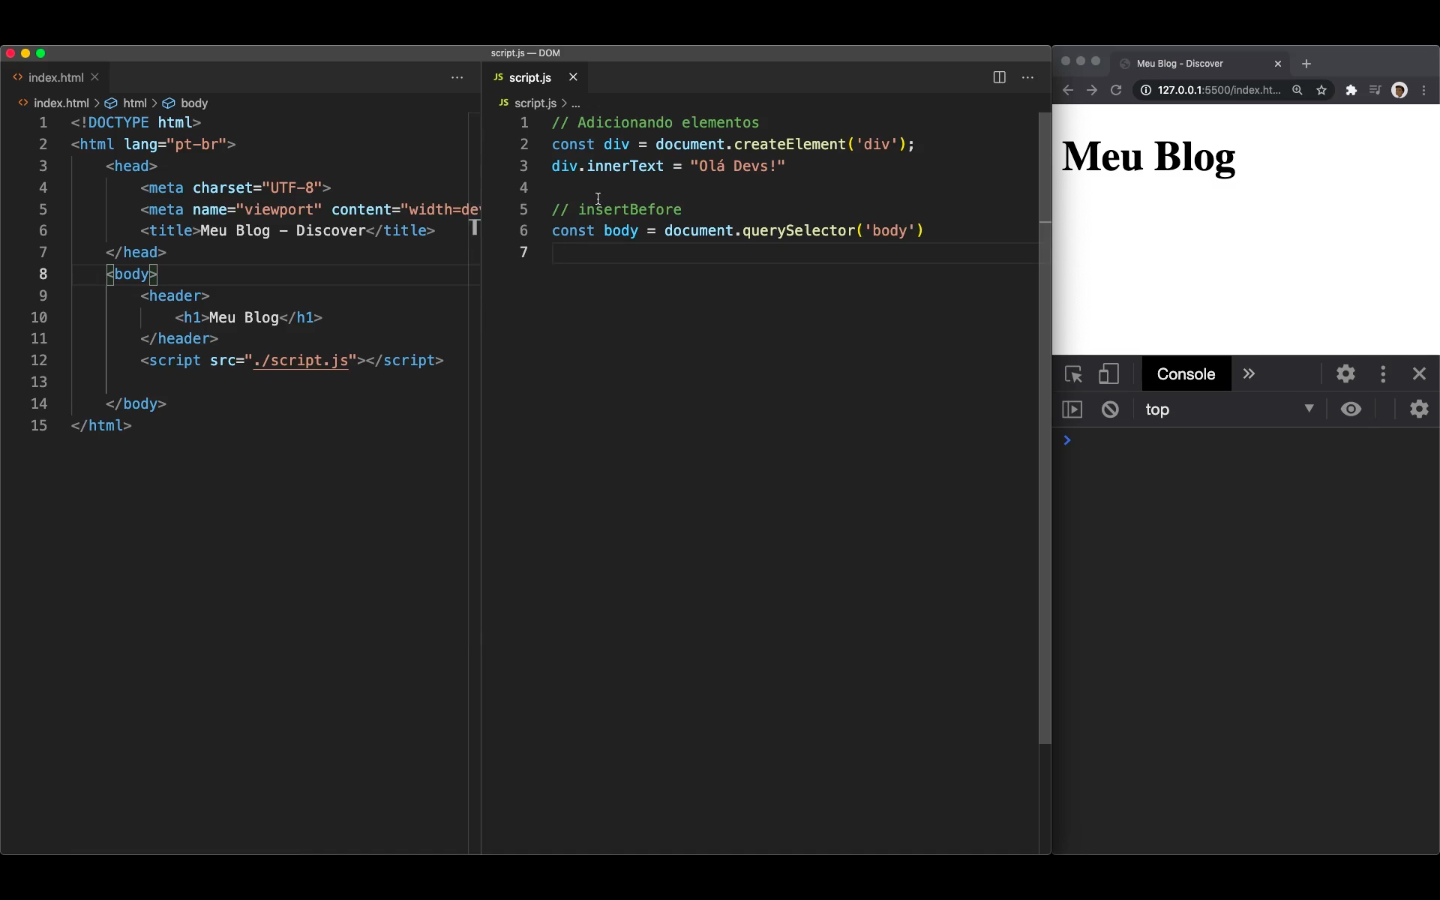 script.js — DOM
index.html
index.html > html > body
1 <!DOCTYPE html>
2 <html lang="pt-br">
3 <head>
4 <meta charset="UTF-8">
5 <meta name="viewport" content="width=de
6 <title>Meu Blog - Discover</title>
7 </head>
8 <body>
9 <header>
10 <h1>Meu Blog</h1>
11 </header>
12 <script src="./script.js"></script>
13
14 </body>
15 </html>
JS script.js
JS script.js > ...
1 // Adicionando elementos
2 const div = document.createElement('div');
3 div.innerText = "Olá Devs!"
4
5 // insertBefore
6 const body = document.querySelector('body')
7
Meu Blog - Discover
127.0.0.1:5500/index.ht...
Meu Blog
Console
top